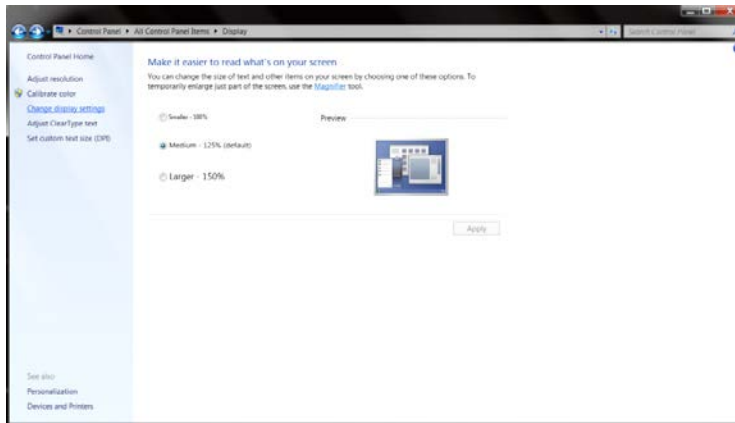 Control Panel ▸ All Control Panel Items ▸ Display
Search Control Panel
Control Panel Home
Adjust resolution
Calibrate color
Change display settings
Adjust ClearType text
Set custom text size (DPI)
See also
Personalization
Devices and Printers
Make it easier to read what's on your screen
You can change the size of text and other items on your screen by choosing one of these options. To
temporarily enlarge just part of the screen, use the Magnifier tool.
Smaller - 100%
Preview
Medium - 125% (default)
Larger - 150%
Apply